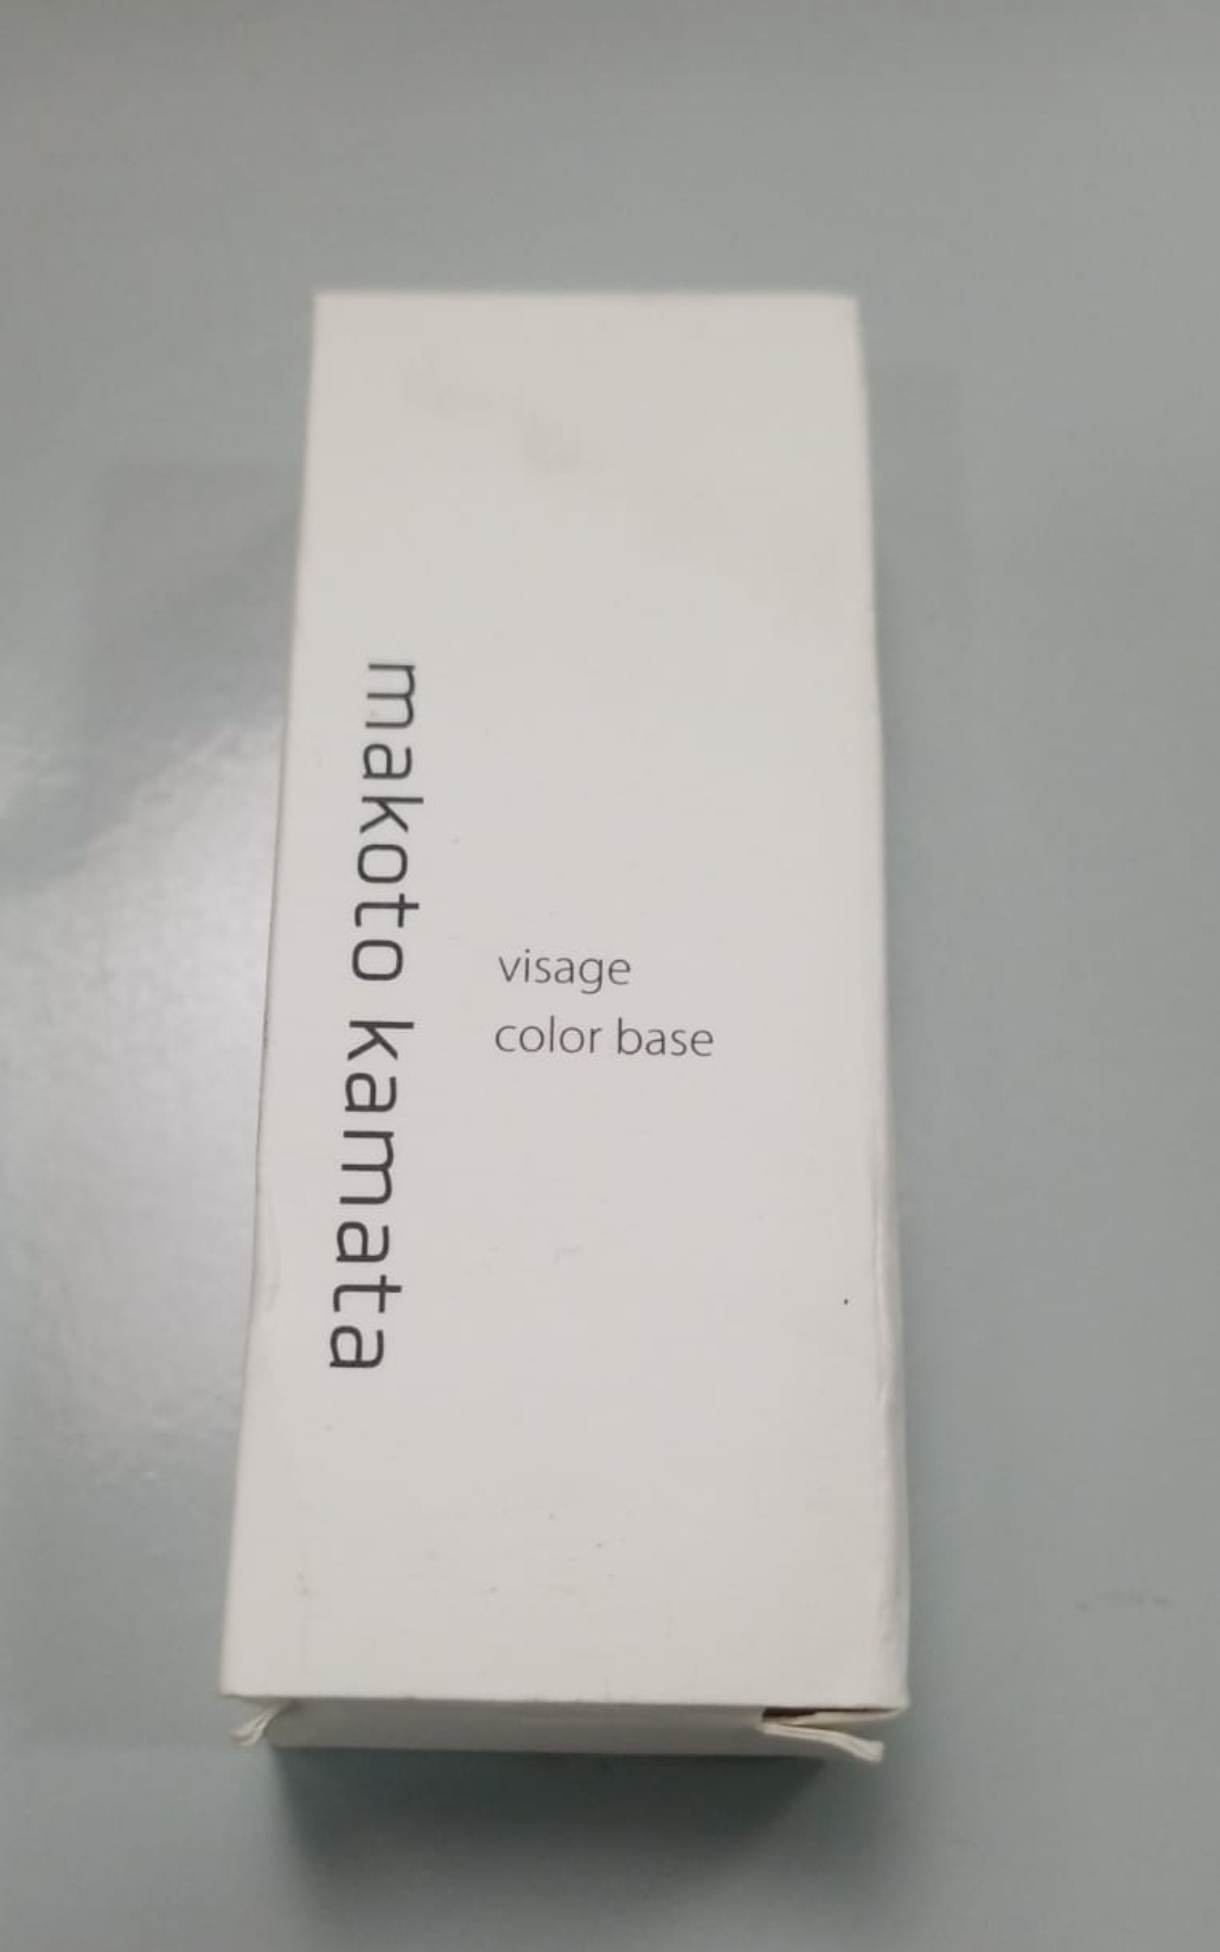 makoto kamata
visage
color base